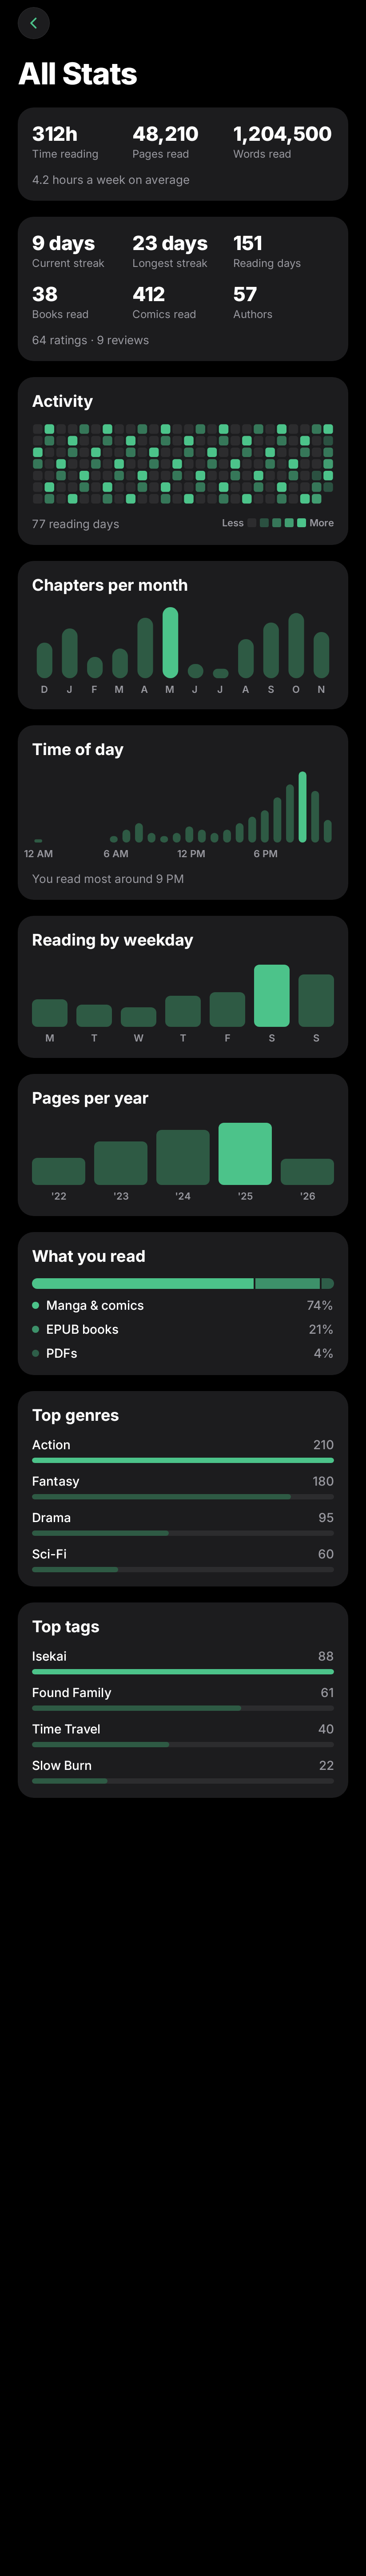 All Stats
312h 48,210 1,204,500
Time reading Pages read Words read
4.2 hours a week on average
9 days 23 days 151
Current streak Longest streak Reading days
38 412 57
Books read Comics read Authors
64 ratings · 9 reviews
Activity
77 reading days Less More
Chapters per month
D J F M A M J J A S O N
Time of day
12 AM 6 AM 12 PM 6 PM
You read most around 9 PM
Reading by weekday
M T W T F S S
Pages per year
'22 '23 '24 '25 '26
What you read
Manga & comics 74%
EPUB books 21%
PDFs 4%
Top genres
Action 210
Fantasy 180
Drama 95
Sci-Fi 60
Top tags
Isekai 88
Found Family 61
Time Travel 40
Slow Burn 22